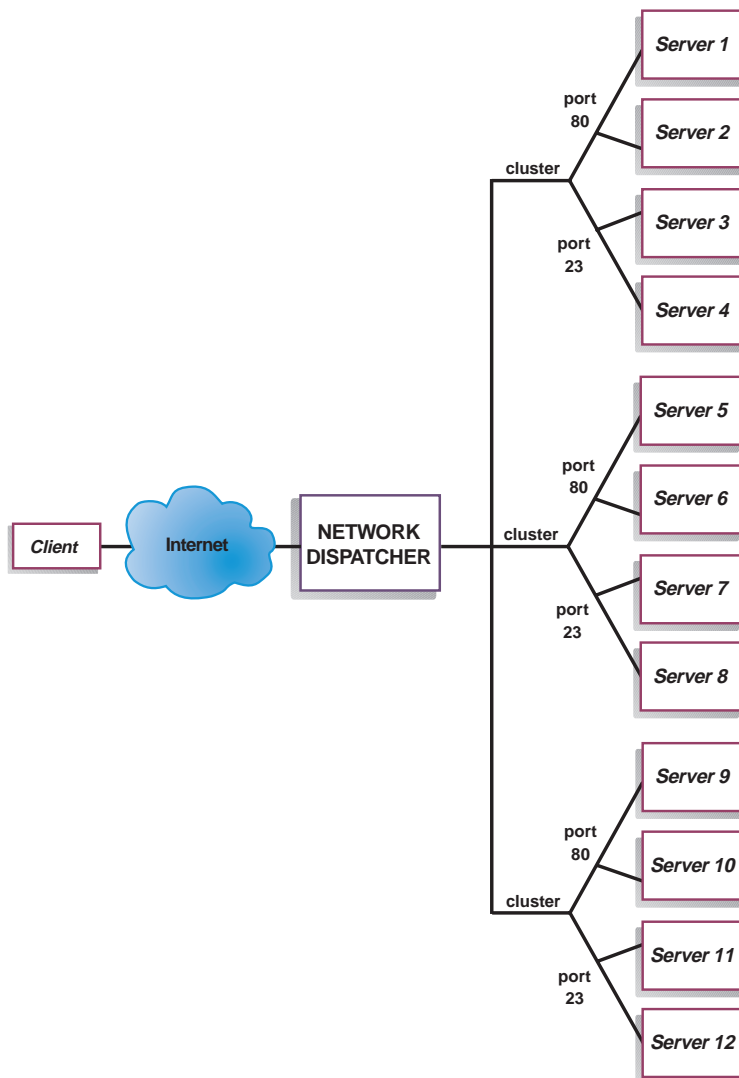 Server 1
port
80
Server 2
cluster
Server 3
port
23
Server 4
Server 5
port
80
Server 6
Client
Internet
NETWORK
DISPATCHER
cluster
Server 7
port
23
Server 8
Server 9
port
80
Server 10
cluster
Server 11
port
23
Server 12